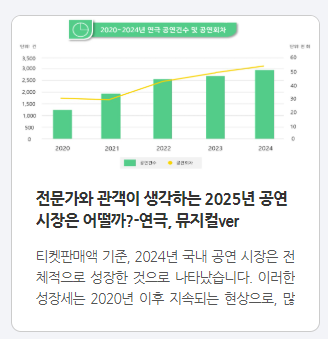 2020-2024년 연극 공연건수 및 공연회차
3,500
3,000
2,500
2,000
1,500
1,000
500
0
60
50
40
30
20
10
0
2020 2021 2022 2023 2024
공연건수 공연회차
전문가와 관객이 생각하는 2025년 공연
시장은 어떨까?-연극, 뮤지컬ver
티켓판매액 기준, 2024년 국내 공연 시장은 전
체적으로 성장한 것으로 나타났습니다. 이러한
성장세는 2020년 이후 지속되는 현상으로, 많